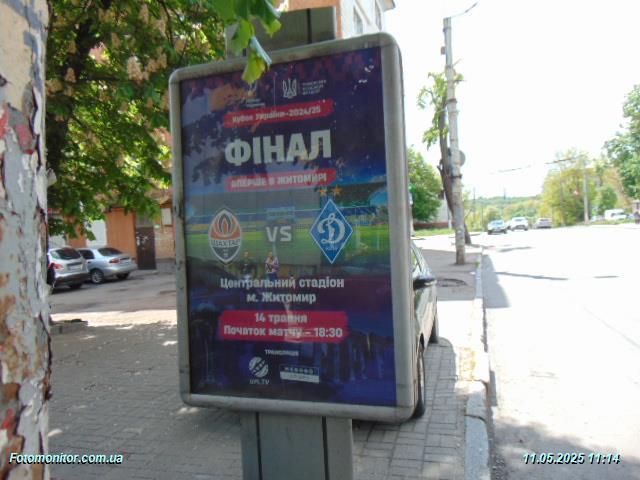 Кубок України-2024/25
ФІНАЛ
ВПЕРШЕ В ЖИТОМИРІ
ШАХТАР
VS
Д
Центральний стадіон
м. Житомир
14 травня
Початок матчу – 18:30
ТРАНСЛЯЦІЯ
UPL.TV
Fotomonitor.com.ua
11.05.2025 11:14